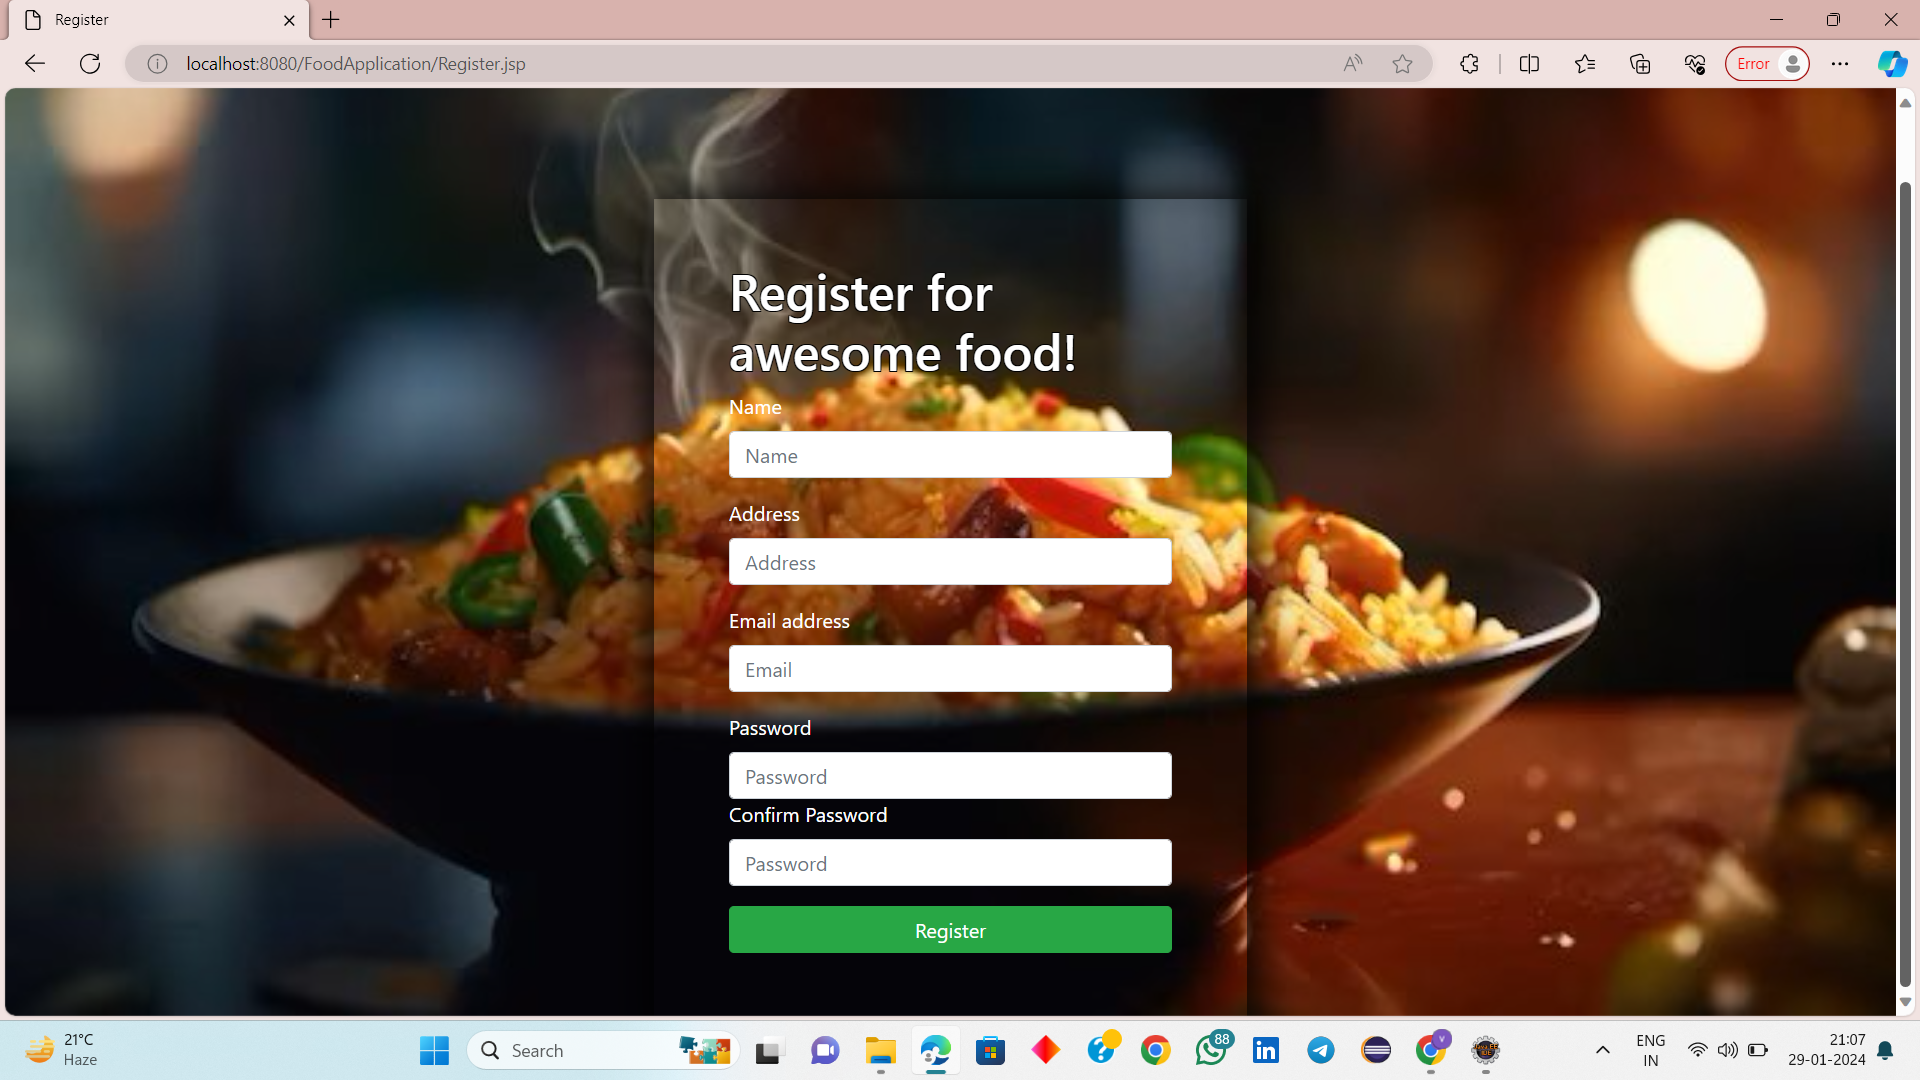 Register
localhost:8080/FoodApplication/Register.jsp
Error
Register for
awesome food!
Name
Name
Address
Address
Email address
Email
Password
Password
Confirm Password
Password
Register
21°C
Haze
Search
88
V
ENG
IN
21:07
29-01-2024